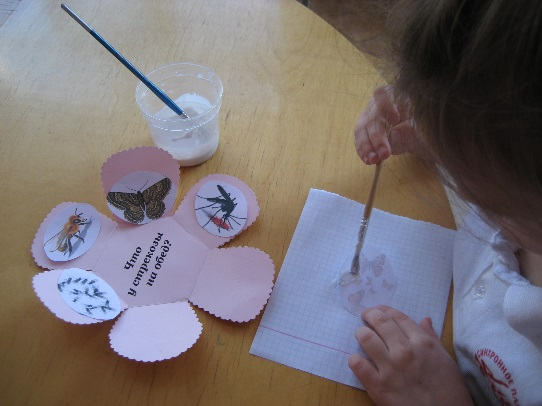 Что
у стрекозы
на обед?